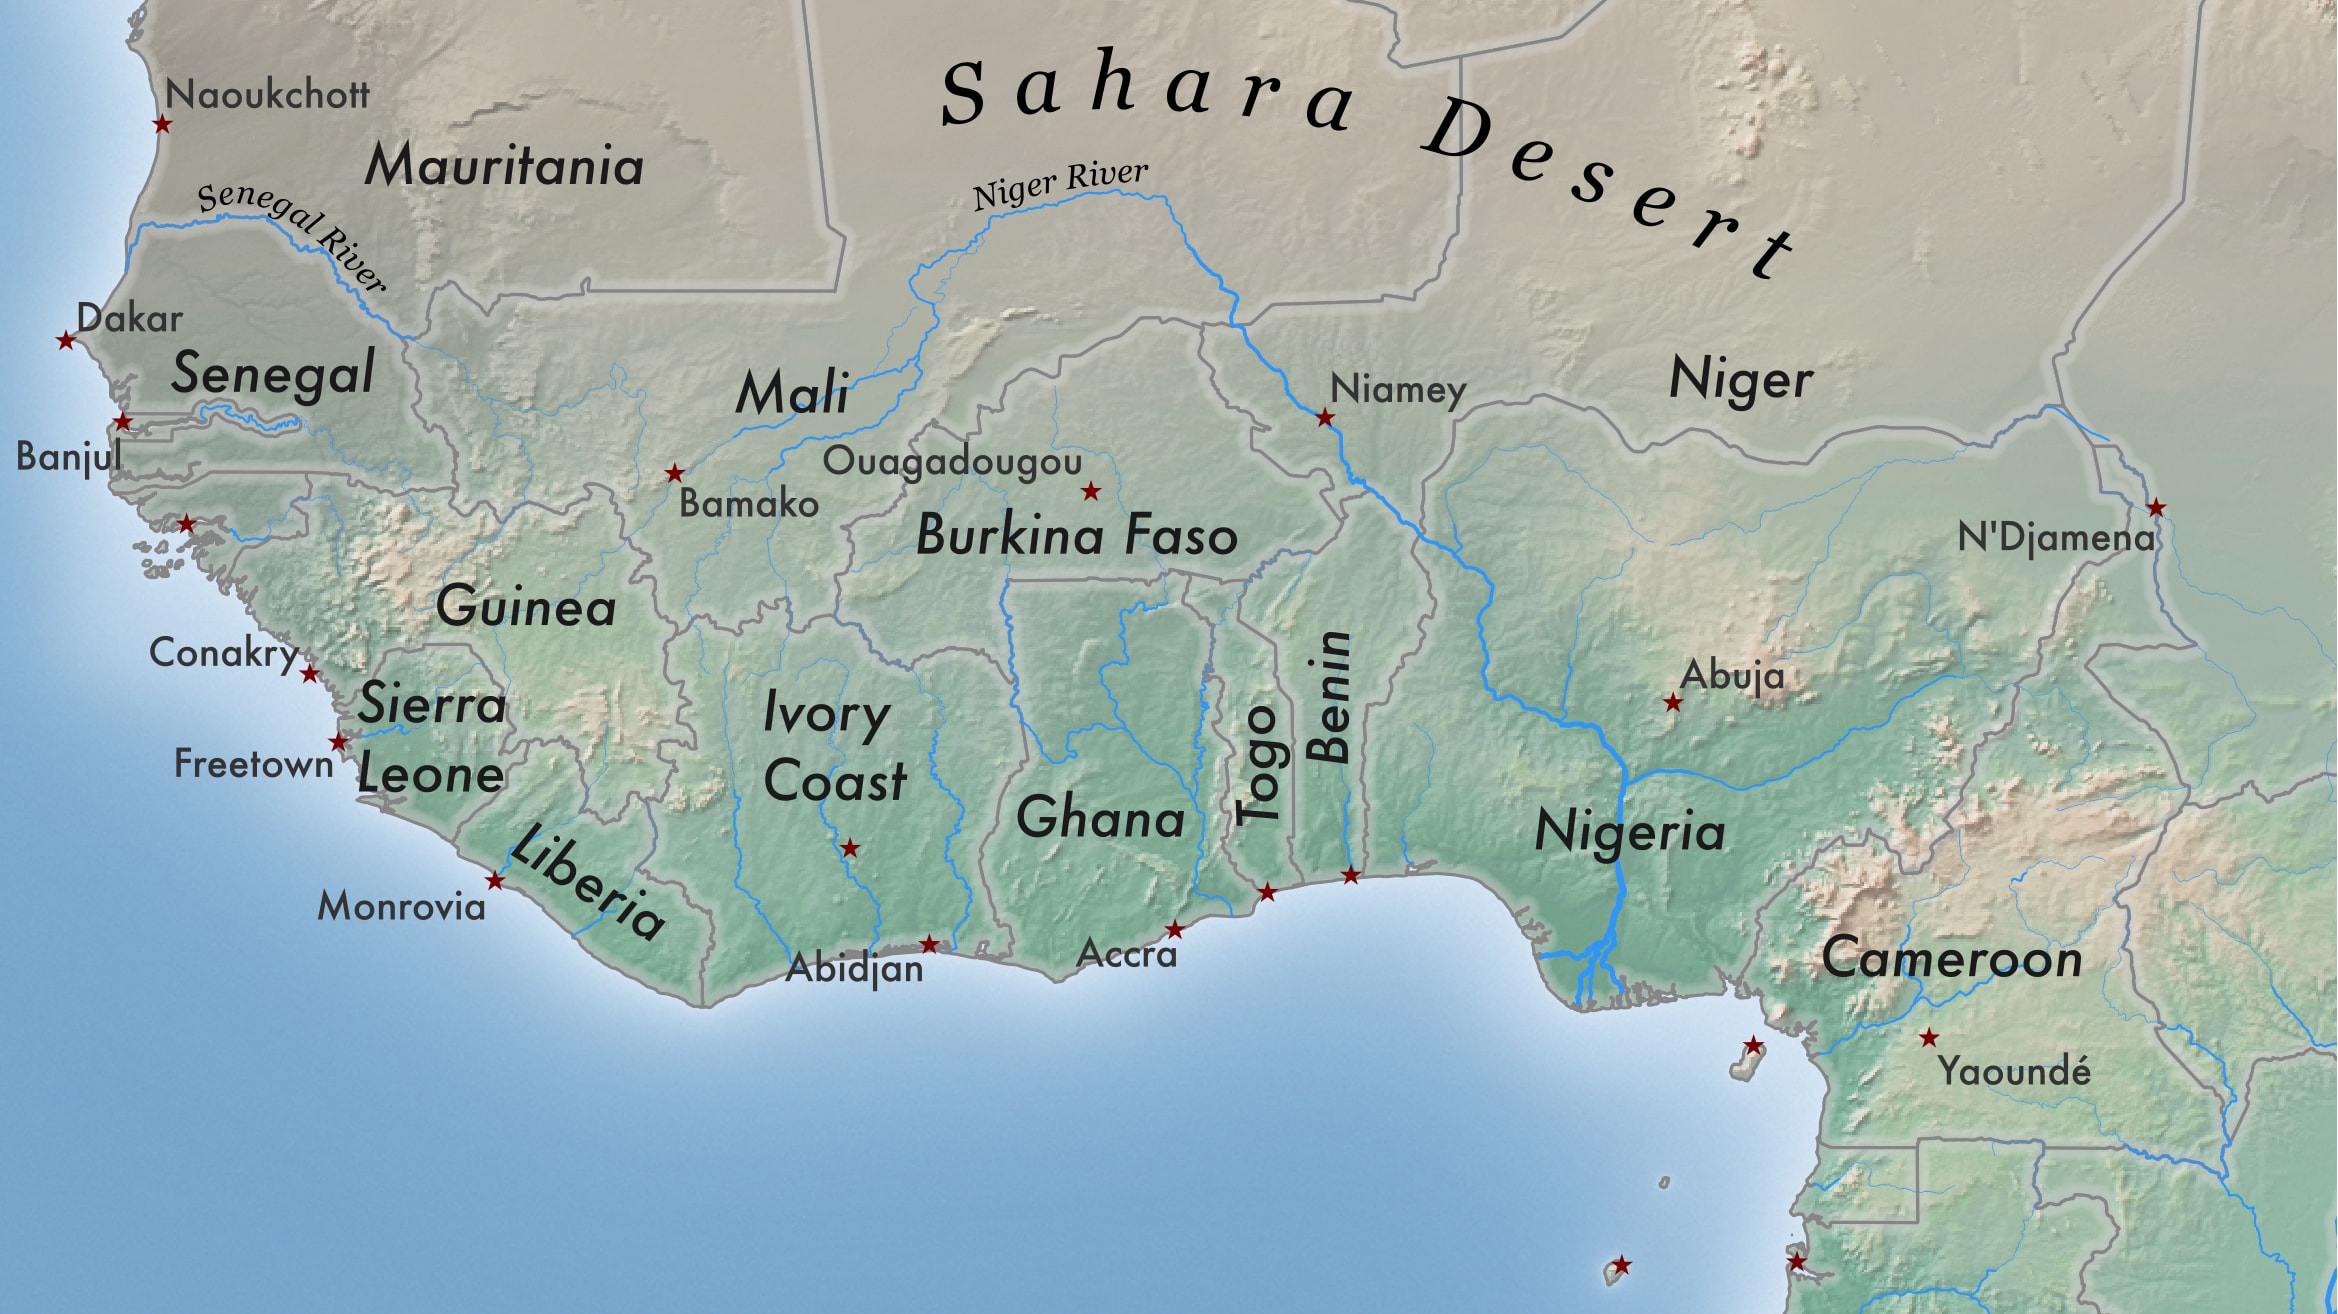 Sahara Desert
Naoukchott
Mauritania
Niger River
Senegal River
Dakar
Senegal
Mali
Niamey
Niger
Banjul
Ouagadougou
Bamako
Burkina Faso
N'Djamena
Guinea
Conakry
Sierra
Leone
Freetown
Ivory
Coast
Ghana
Togo
Benin
Abuja
Nigeria
Liberia
Monrovia
Abidjan
Accra
Cameroon
Yaoundé